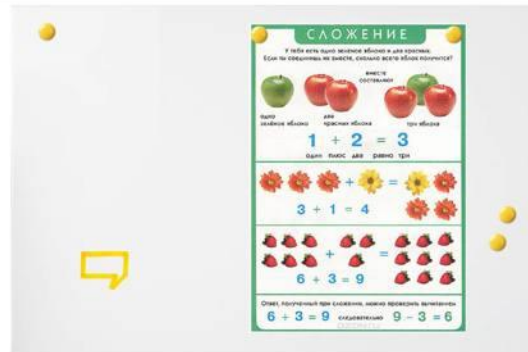 СЛОЖЕНИЕ
У тебя есть одно зеленое яблоко и два красных.
Если ты соединишь их вместе, сколько всего яблок получится?
вместе
составляют
одно
зелёное яблоко
два
красных яблока
три яблока
1 + 2 = 3
один плюс два равно три
+ =
3 + 1 = 4
+ =
6 + 3 = 9
Ответ, полученный при сложении, можно проверить вычитанием
6 + 3 = 9 следовательно 9 − 3 = 6